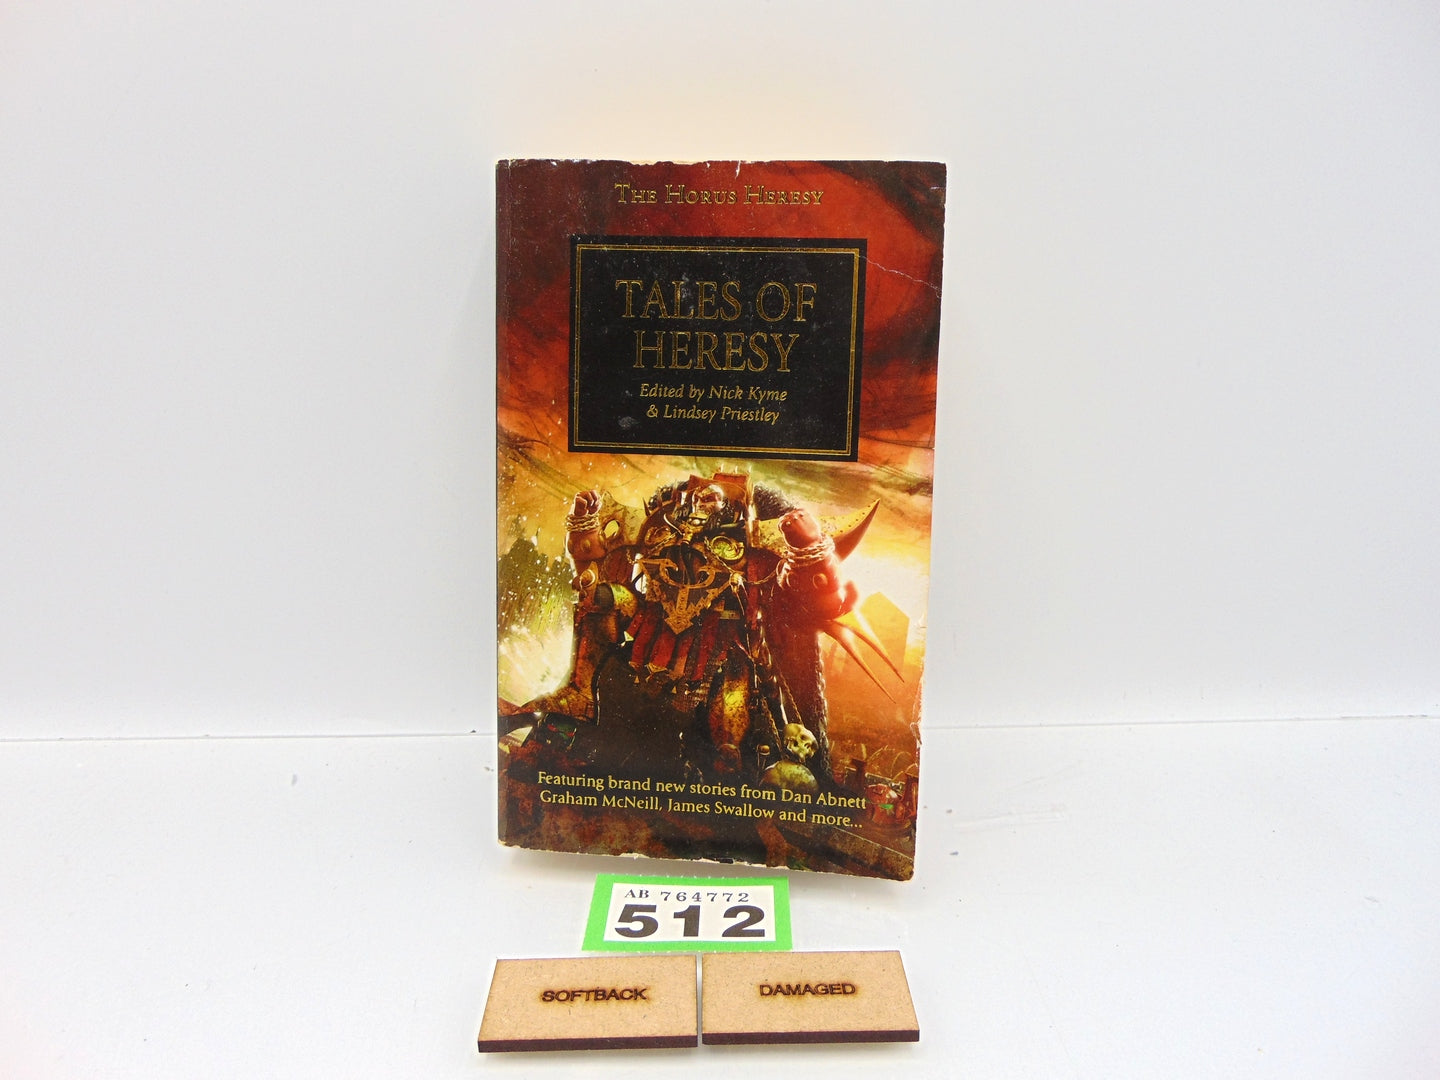 THE HORUS HERESY
TALES OF
HERESY
Edited by Nick Kyme
& Lindsey Priestley
Featuring brand new stories from Dan Abnett
Graham McNeill, James Swallow and more...
AB 764772
512
SOFTBACK
DAMAGED